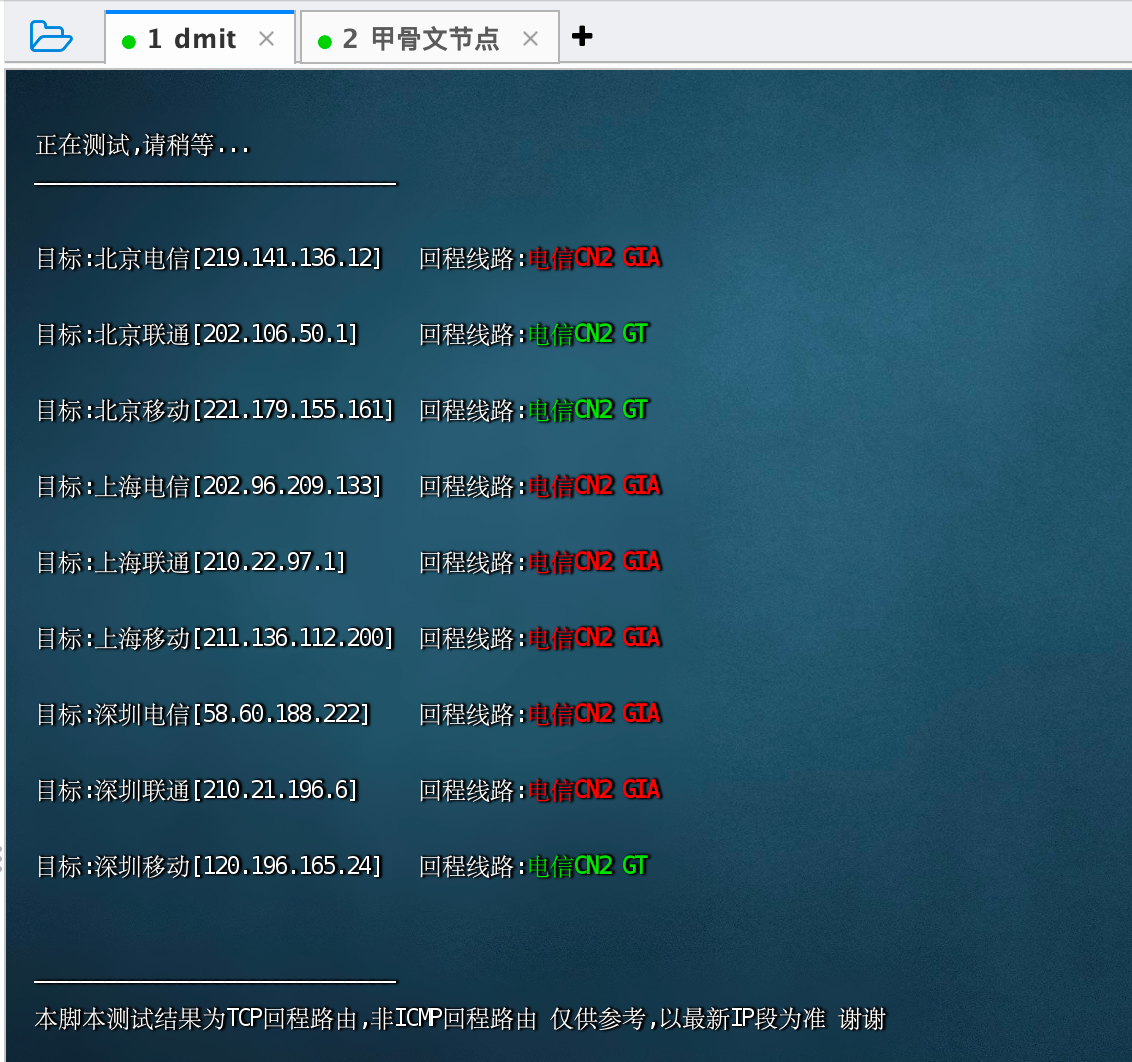 1 dmit 2 甲骨文节点
正在测试,请稍等...
目标:北京电信[219.141.136.12] 回程线路:电信CN2 GIA
目标:北京联通[202.106.50.1] 回程线路:电信CN2 GT
目标:北京移动[221.179.155.161] 回程线路:电信CN2 GT
目标:上海电信[202.96.209.133] 回程线路:电信CN2 GIA
目标:上海联通[210.22.97.1] 回程线路:电信CN2 GIA
目标:上海移动[211.136.112.200] 回程线路:电信CN2 GIA
目标:深圳电信[58.60.188.222] 回程线路:电信CN2 GIA
目标:深圳联通[210.21.196.6] 回程线路:电信CN2 GIA
目标:深圳移动[120.196.165.24] 回程线路:电信CN2 GT
本脚本测试结果为TCP回程路由,非ICMP回程路由 仅供参考,以最新IP段为准 谢谢